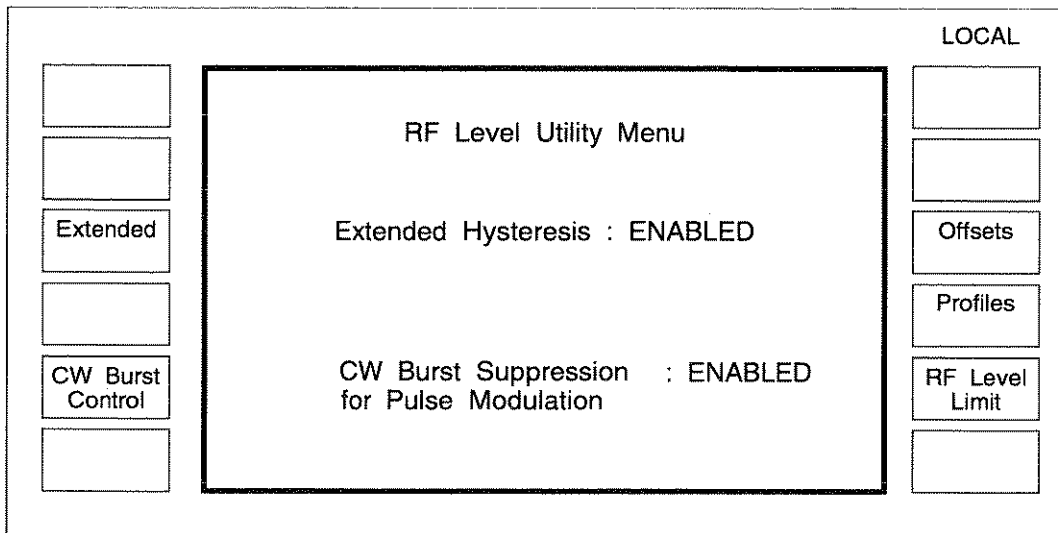 LOCAL
RF Level Utility Menu
Extended
Extended Hysteresis : ENABLED
Offsets
Profiles
CW Burst
Control
CW Burst Suppression : ENABLED
for Pulse Modulation
RF Level
Limit